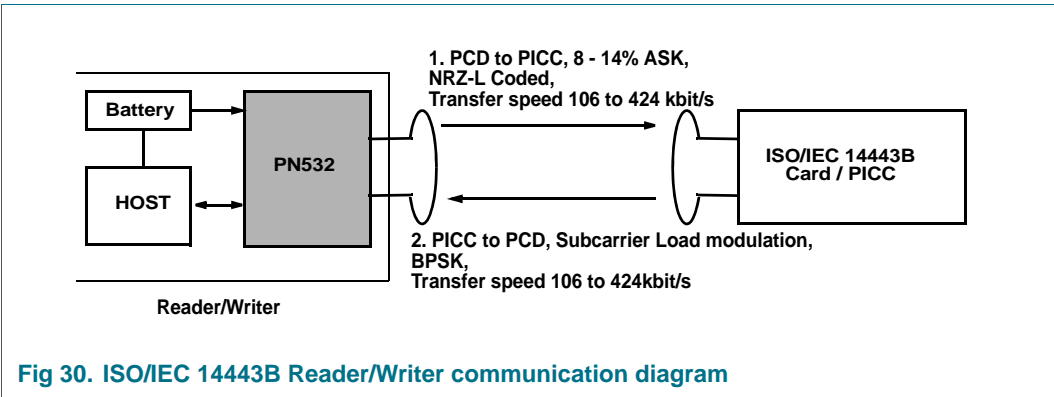 1. PCD to PICC, 8 - 14% ASK,
NRZ-L Coded,
Transfer speed 106 to 424 kbit/s
Battery
PN532
HOST
ISO/IEC 14443B
Card / PICC
2. PICC to PCD, Subcarrier Load modulation,
BPSK,
Transfer speed 106 to 424kbit/s
Reader/Writer
Fig 30. ISO/IEC 14443B Reader/Writer communication diagram